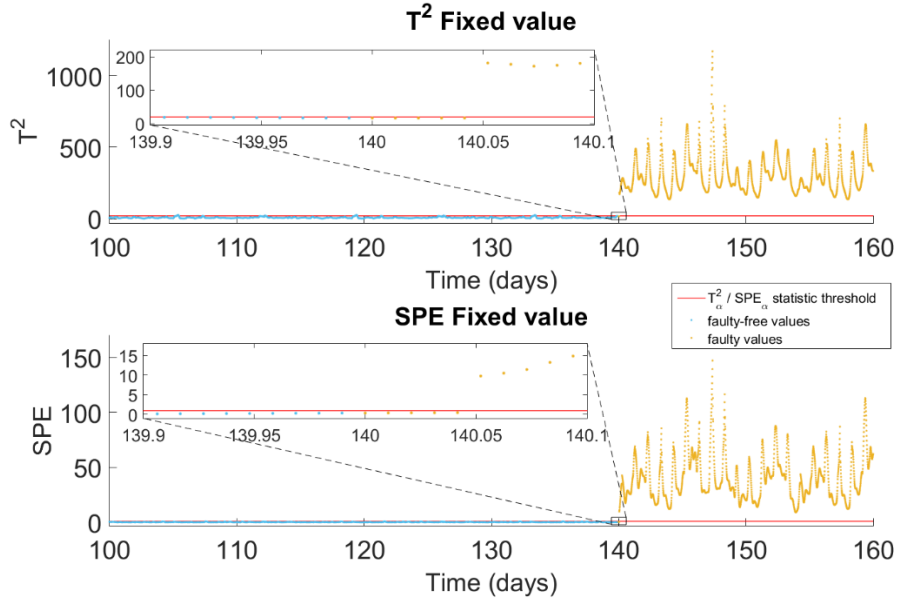 T² Fixed value
200
100
0
139.9 139.95 140 140.05 140.1
1000
500
0
T²
100 110 120 130 140 150 160
Time (days)
T²α / SPEα statistic threshold
faulty-free values
faulty values
SPE Fixed value
15
10
5
0
139.9 139.95 140 140.05 140.1
150
100
50
0
SPE
100 110 120 130 140 150 160
Time (days)